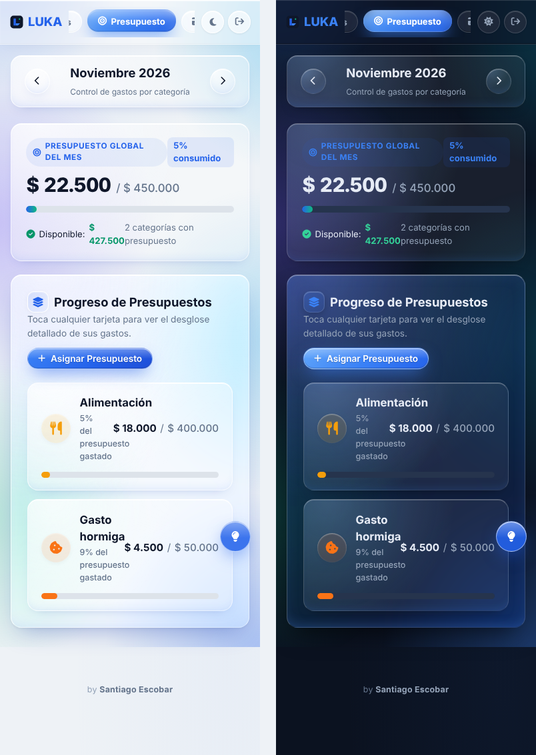 LUKA
Presupuesto
Noviembre 2026
Control de gastos por categoría
PRESUPUESTO GLOBAL
DEL MES
5%
consumido
$ 22.500 / $ 450.000
Disponible:
$
427.500
2 categorías con
presupuesto
Progreso de Presupuestos
Toca cualquier tarjeta para ver el desglose
detallado de sus gastos.
+ Asignar Presupuesto
Alimentación
5%
del
presupuesto
gastado
$ 18.000 / $ 400.000
Gasto
hormiga
9% del
presupuesto
gastado
$ 4.500 / $ 50.000
by Santiago Escobar
LUKA
Presupuesto
Noviembre 2026
Control de gastos por categoría
PRESUPUESTO GLOBAL
DEL MES
5%
consumido
$ 22.500 / $ 450.000
Disponible:
$
427.500
2 categorías con
presupuesto
Progreso de Presupuestos
Toca cualquier tarjeta para ver el desglose
detallado de sus gastos.
+ Asignar Presupuesto
Alimentación
5%
del
presupuesto
gastado
$ 18.000 / $ 400.000
Gasto
hormiga
9% del
presupuesto
gastado
$ 4.500 / $ 50.000
by Santiago Escobar